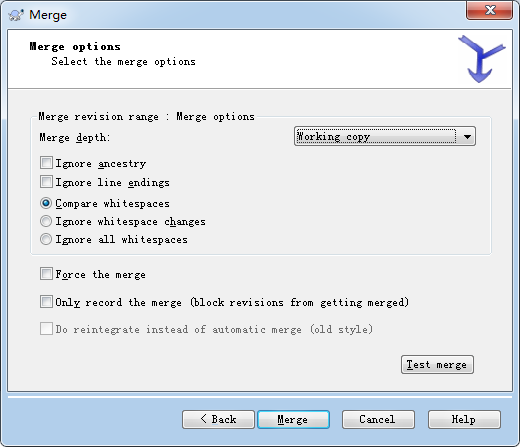 Merge
Merge options
Select the merge options
Merge revision range : Merge options
Merge depth:
Working copy
Ignore ancestry
Ignore line endings
Compare whitespaces
Ignore whitespace changes
Ignore all whitespaces
Force the merge
Only record the merge (block revisions from getting merged)
Do reintegrate instead of automatic merge (old style)
Test merge
< Back
Merge
Cancel
Help